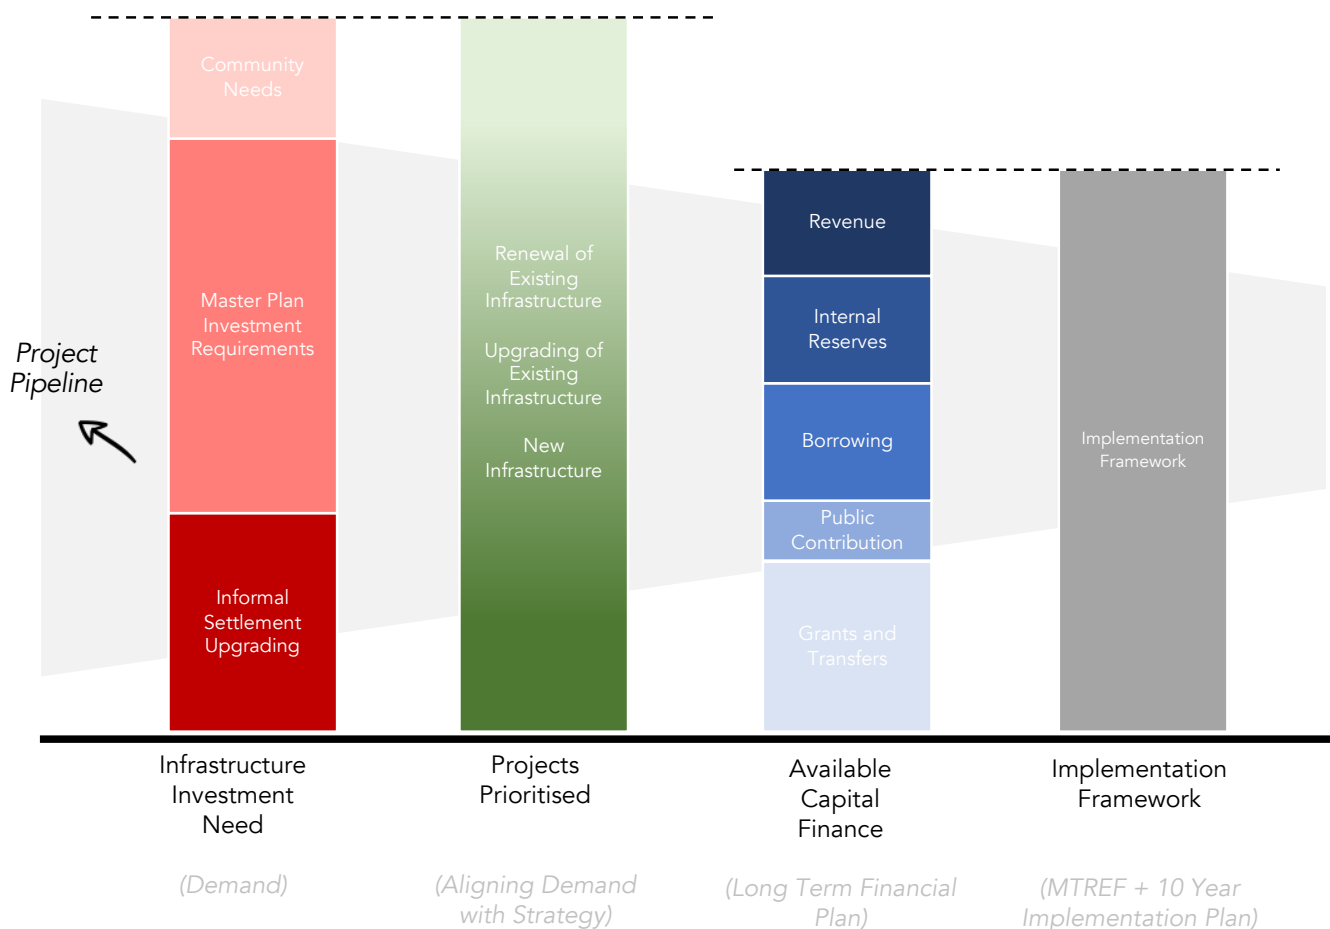 Community
Needs
Master Plan
Investment
Requirements
Informal
Settlement
Upgrading
Project
Pipeline
Renewal of
Existing
Infrastructure
Upgrading of
Existing
Infrastructure
New
Infrastructure
Revenue
Internal
Reserves
Borrowing
Public
Contribution
Grants and
Transfers
Implementation
Framework
Infrastructure
Investment
Need
(Demand)
Projects
Prioritised
(Aligning Demand
with Strategy)
Available
Capital
Finance
(Long Term Financial
Plan)
Implementation
Framework
(MTREF + 10 Year
Implementation Plan)